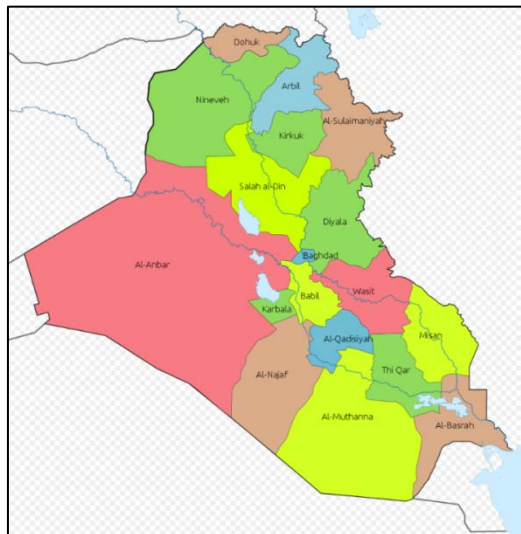 Dohuk
Arbil
Nineveh
Al-Sulaimaniyah
Kirkuk
Salah al-Din
Diyala
Baghdad
Al-Anbar
Wasit
Babil
Karbala
Al-Qadisiyah
Misan
Thi Qar
Al-Najaf
Al-Muthanna
Al-Basrah